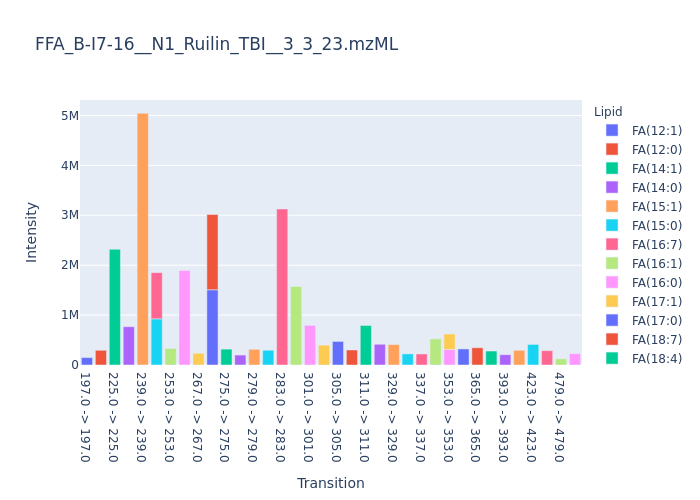 FFA_B-I7-16__N1_Ruilin_TBI__3_3_23.mzML
Intensity
5M
4M
3M
2M
1M
0
197.0 -> 197.0
225.0 -> 225.0
239.0 -> 239.0
253.0 -> 253.0
267.0 -> 267.0
275.0 -> 275.0
279.0 -> 279.0
283.0 -> 283.0
301.0 -> 301.0
305.0 -> 305.0
311.0 -> 311.0
329.0 -> 329.0
337.0 -> 337.0
353.0 -> 353.0
365.0 -> 365.0
393.0 -> 393.0
423.0 -> 423.0
479.0 -> 479.0
Transition
Lipid
FA(12:1)
FA(12:0)
FA(14:1)
FA(14:0)
FA(15:1)
FA(15:0)
FA(16:7)
FA(16:1)
FA(16:0)
FA(17:1)
FA(17:0)
FA(18:7)
FA(18:4)